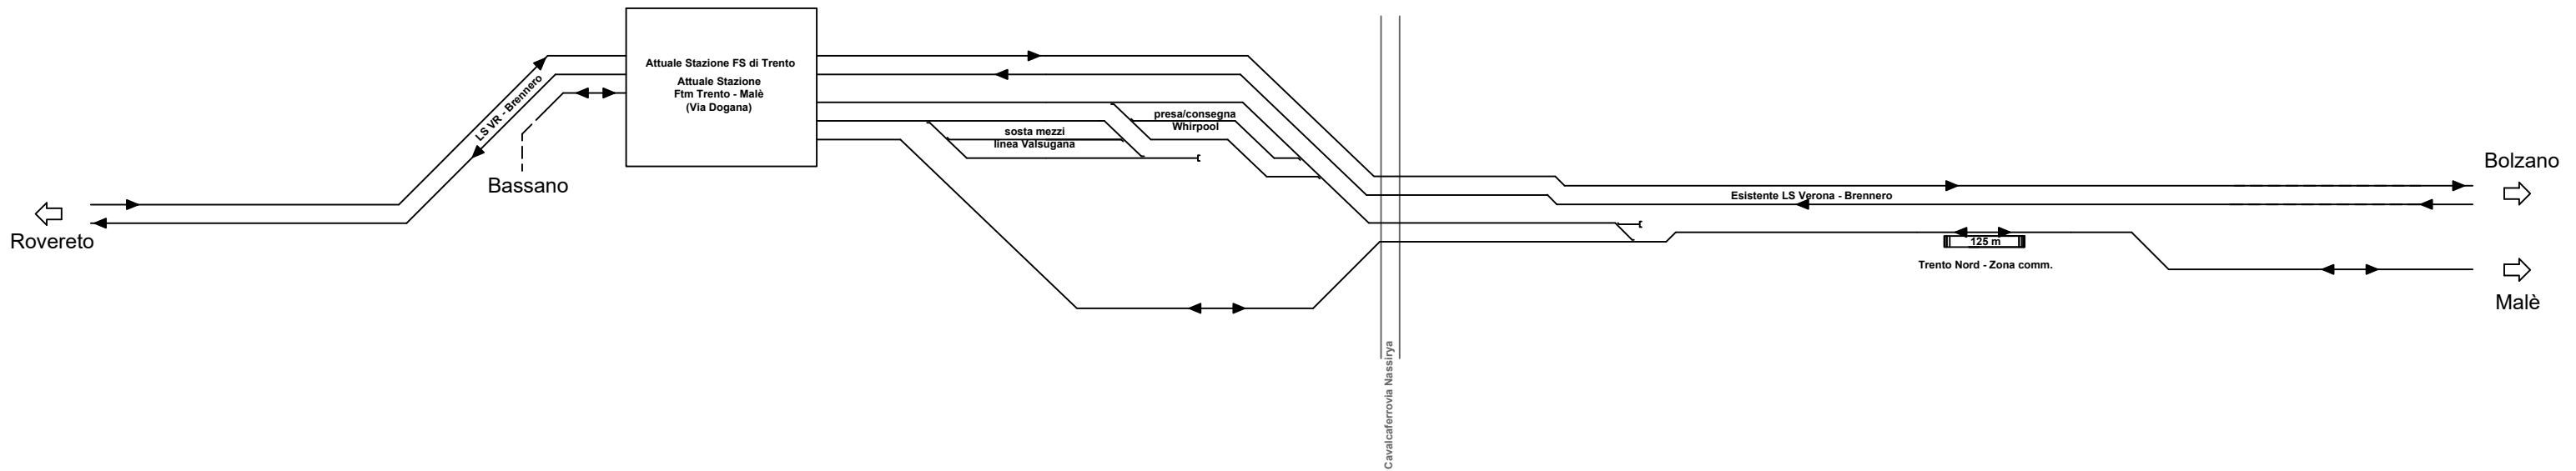 Attuale Stazione FS di Trento
Attuale Stazione
Ftm Trento - Malè
(Via Dogana)
LS VR - Brennero
Bassano
Rovereto
sosta mezzi
linea Valsugana
presa/consegna
Whirpool
Cavalcaferrovia Nassirya
Esistente LS Verona - Brennero
125 m
Trento Nord - Zona comm.
Bolzano
Malè